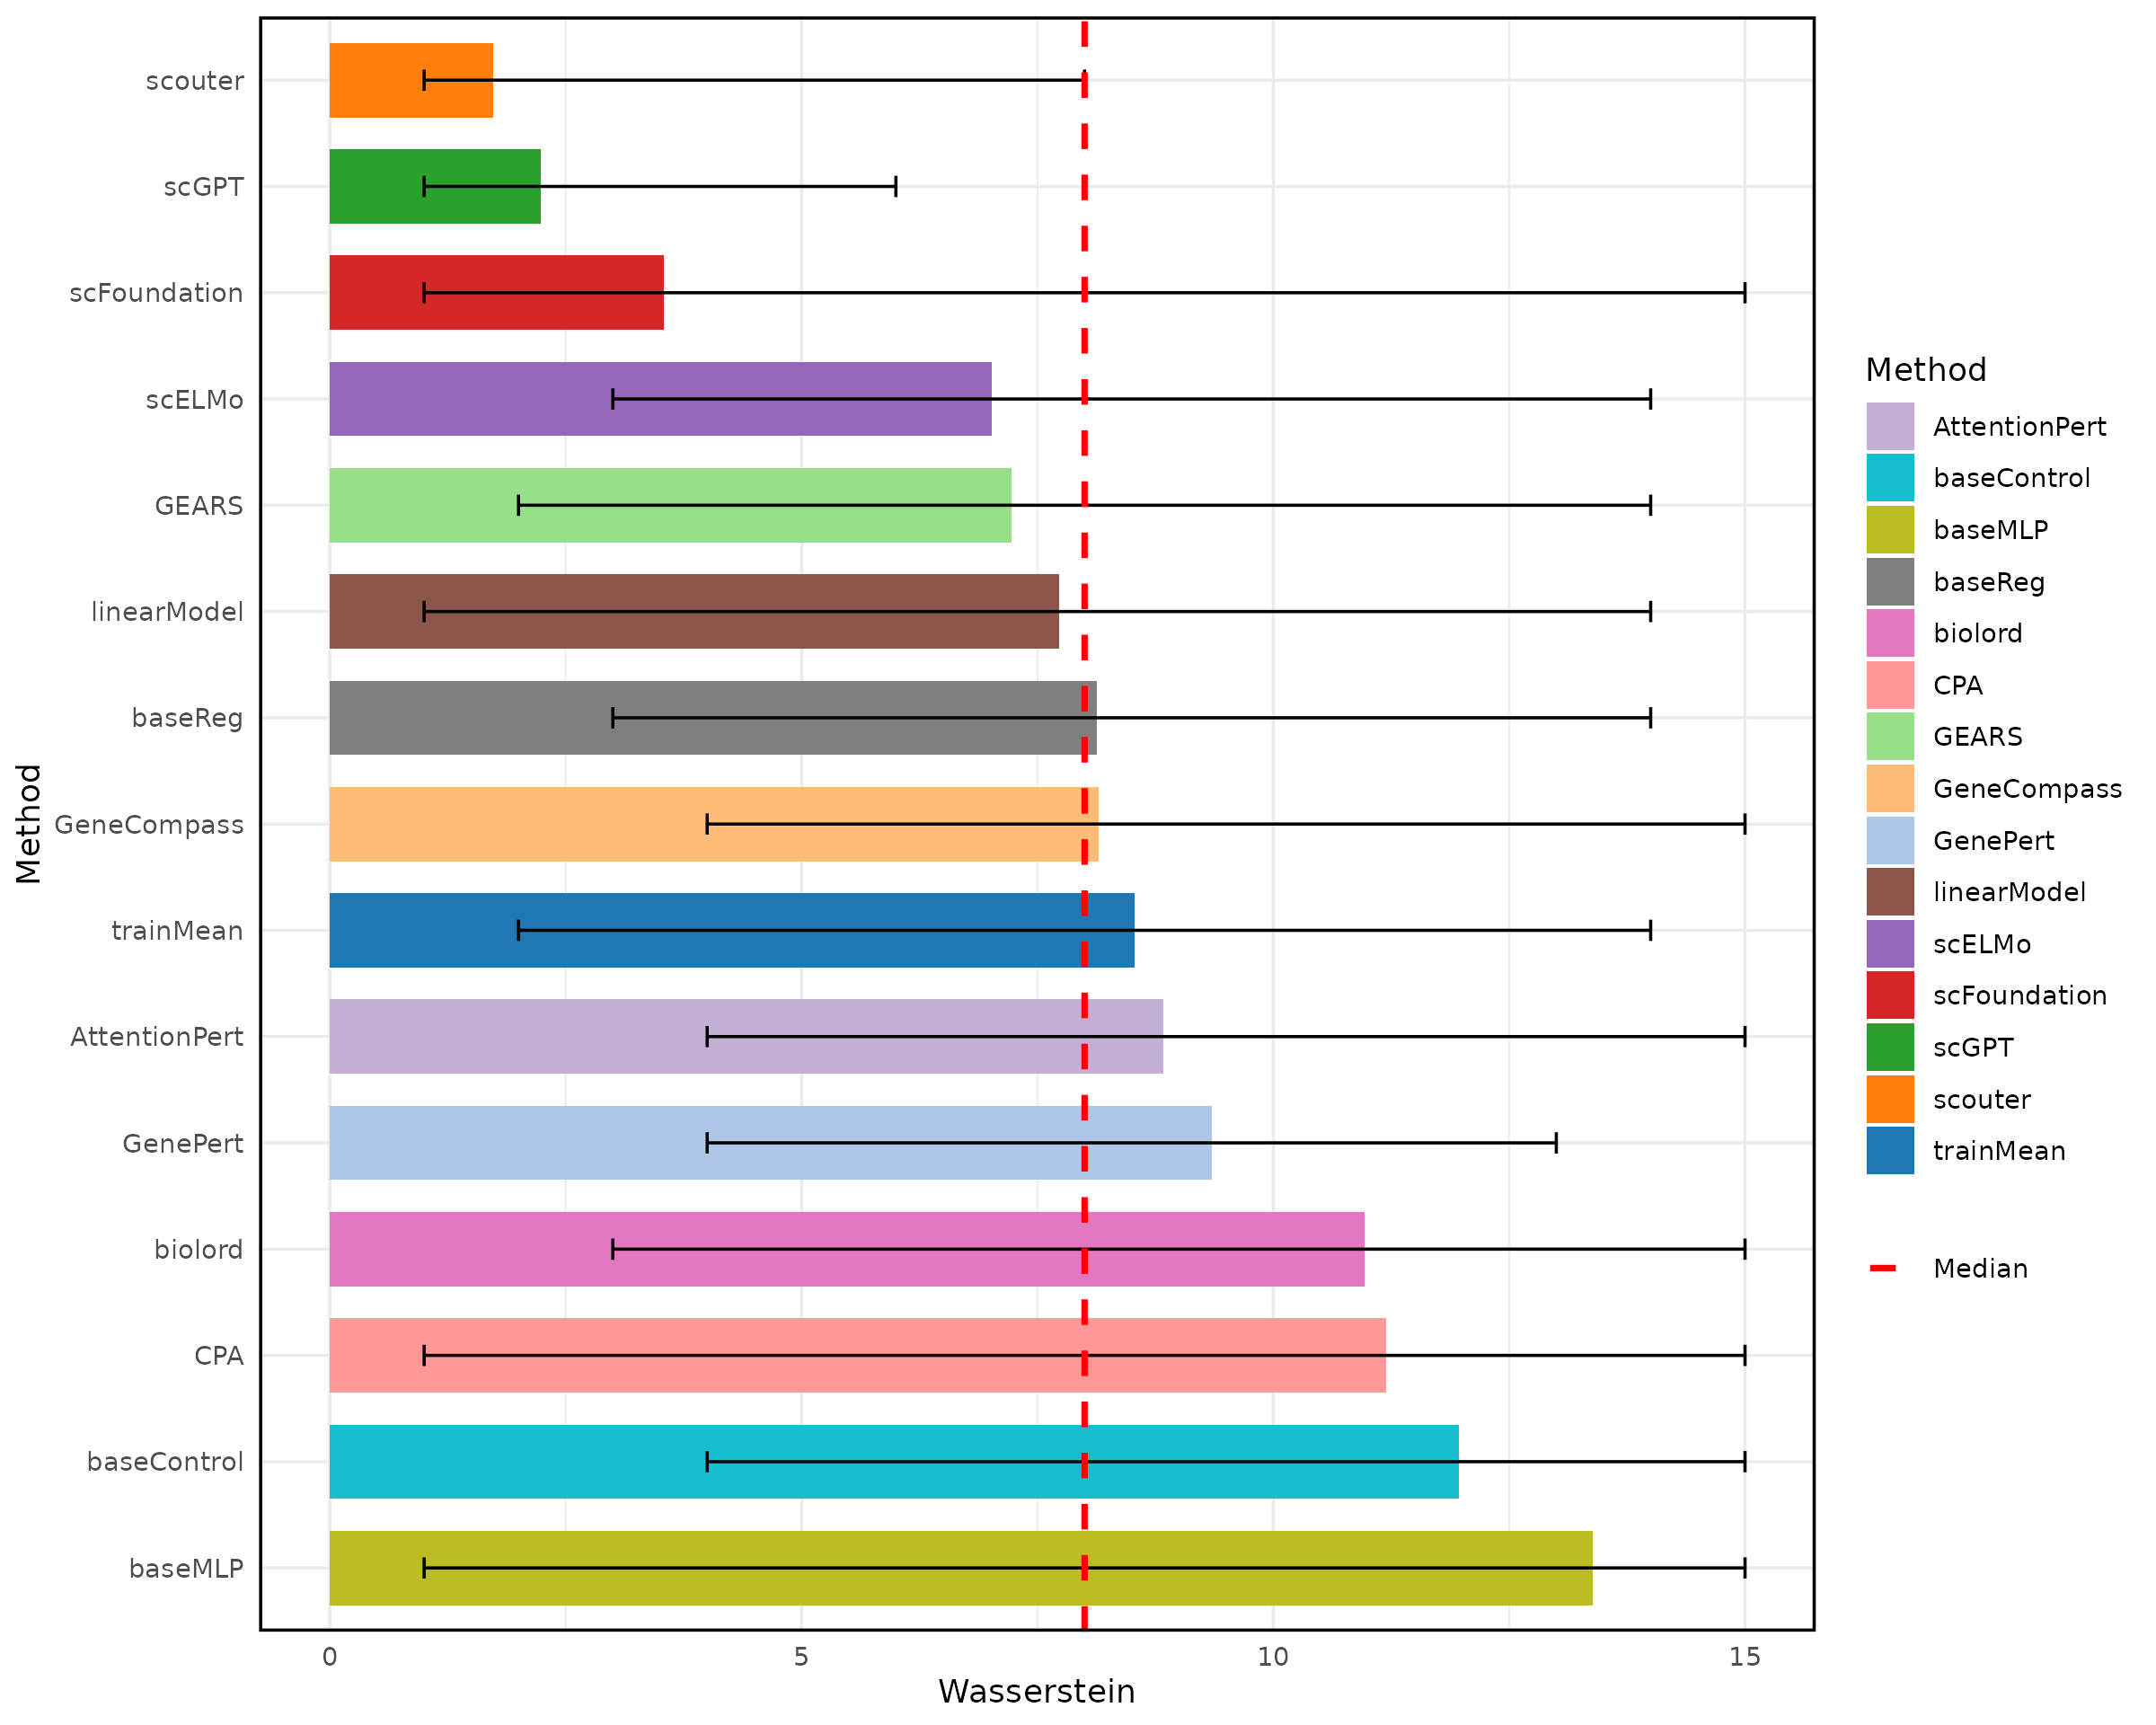 Method
scouter
scGPT
scFoundation
scELMo
GEARS
linearModel
baseReg
GeneCompass
trainMean
AttentionPert
GenePert
biolord
CPA
baseControl
baseMLP
0 5 10 15
Wasserstein
Method
AttentionPert
baseControl
baseMLP
baseReg
biolord
CPA
GEARS
GeneCompass
GenePert
linearModel
scELMo
scFoundation
scGPT
scouter
trainMean
Median